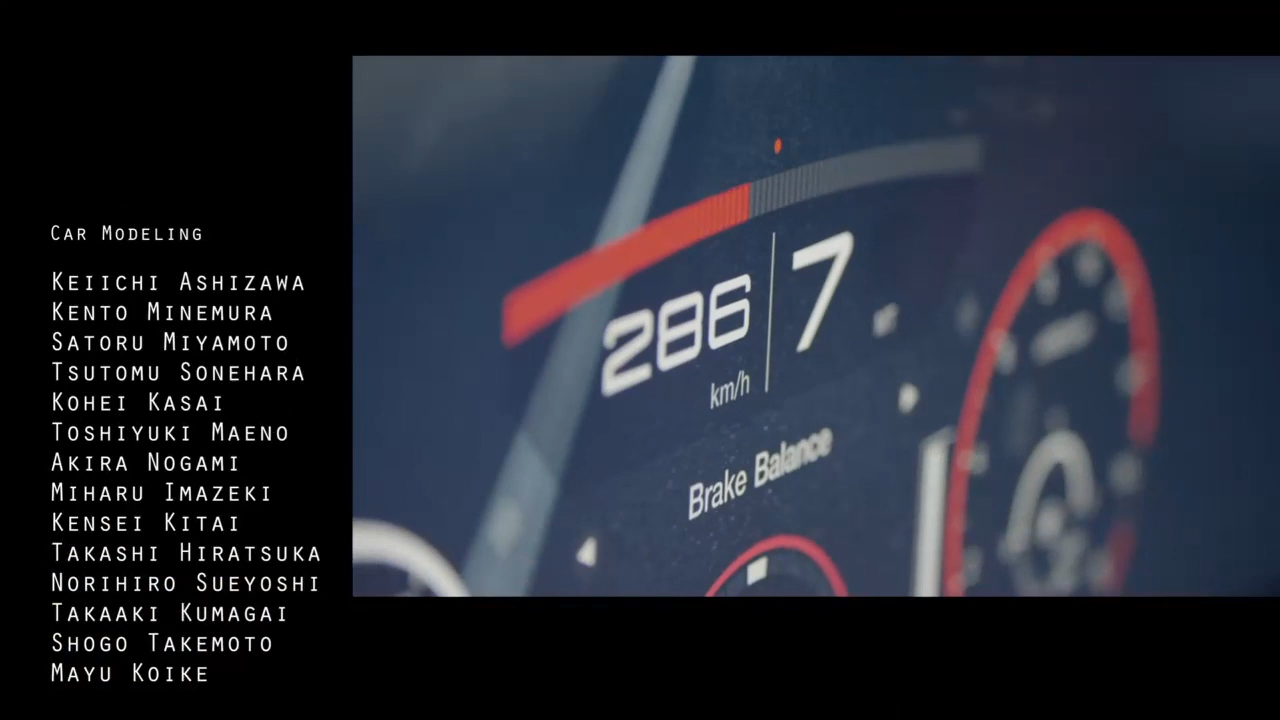 Car Modeling
Keiichi Ashizawa
Kento Minemura
Satoru Miyamoto
Tsutomu Sonehara
Kohei Kasai
Toshiyuki Maeno
Akira Nogami
Miharu Imazeki
Kensei Kitai
Takashi Hiratsuka
Norihiro Sueyoshi
Takaaki Kumagai
Shogo Takemoto
Mayu Koike
286 7
km/h
Brake Balance